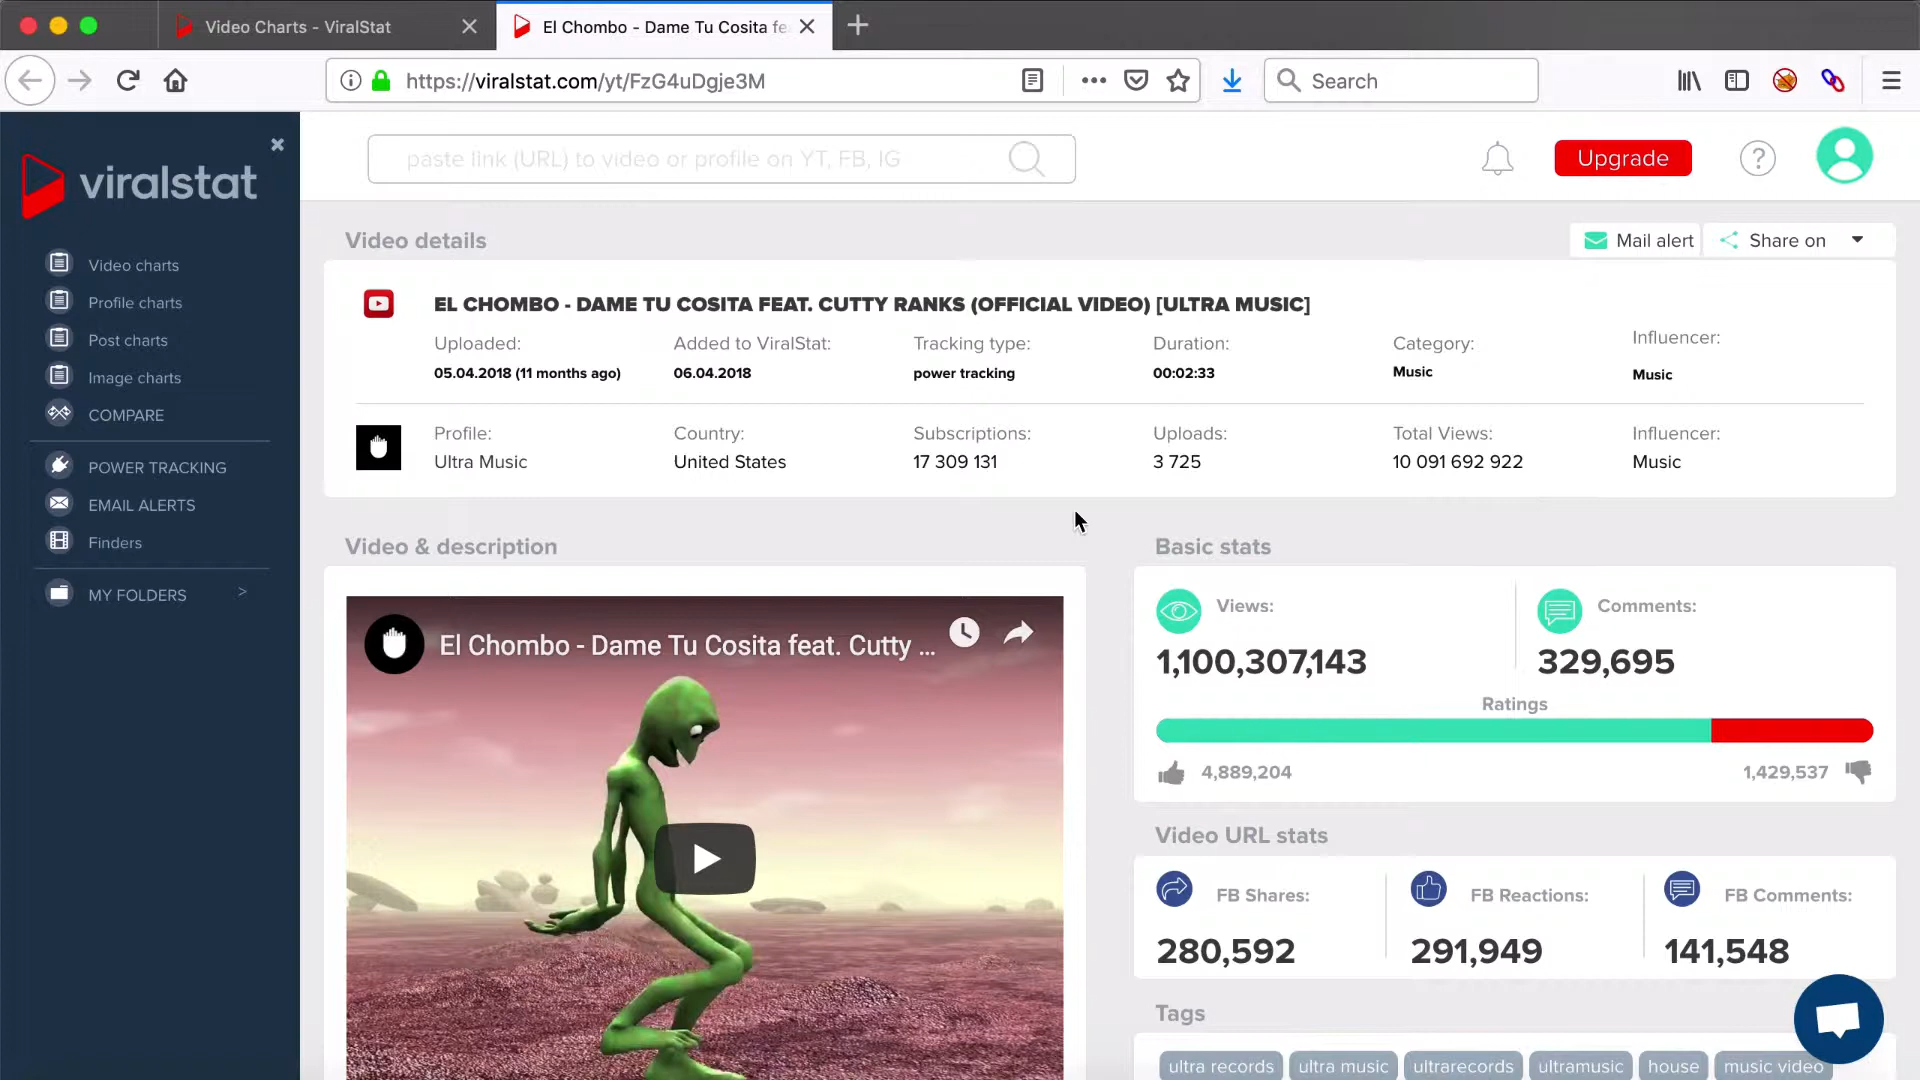 Video Charts - ViralStat
El Chombo - Dame Tu Cosita fe
https://viralstat.com/yt/FzG4uDgje3M
Search
viralstat
paste link (URL) to video or profile on YT, FB, IG
Upgrade
?
Video charts
Profile charts
Post charts
Image charts
COMPARE
POWER TRACKING
EMAIL ALERTS
Finders
MY FOLDERS >
Video details
Mail alert
Share on
EL CHOMBO - DAME TU COSITA FEAT. CUTTY RANKS (OFFICIAL VIDEO) [ULTRA MUSIC]
Uploaded: Added to ViralStat: Tracking type: Duration: Category: Influencer:
05.04.2018 (11 months ago) 06.04.2018 power tracking 00:02:33 Music Music
Profile: Country: Subscriptions: Uploads: Total Views: Influencer:
Ultra Music United States 17 309 131 3 725 10 091 692 922 Music
Video & description
El Chombo - Dame Tu Cosita feat. Cutty ...
Basic stats
Views: Comments:
1,100,307,143 329,695
Ratings
4,889,204 1,429,537
Video URL stats
FB Shares: FB Reactions: FB Comments:
280,592 291,949 141,548
Tags
ultra records ultra music ultrarecords ultramusic house music video